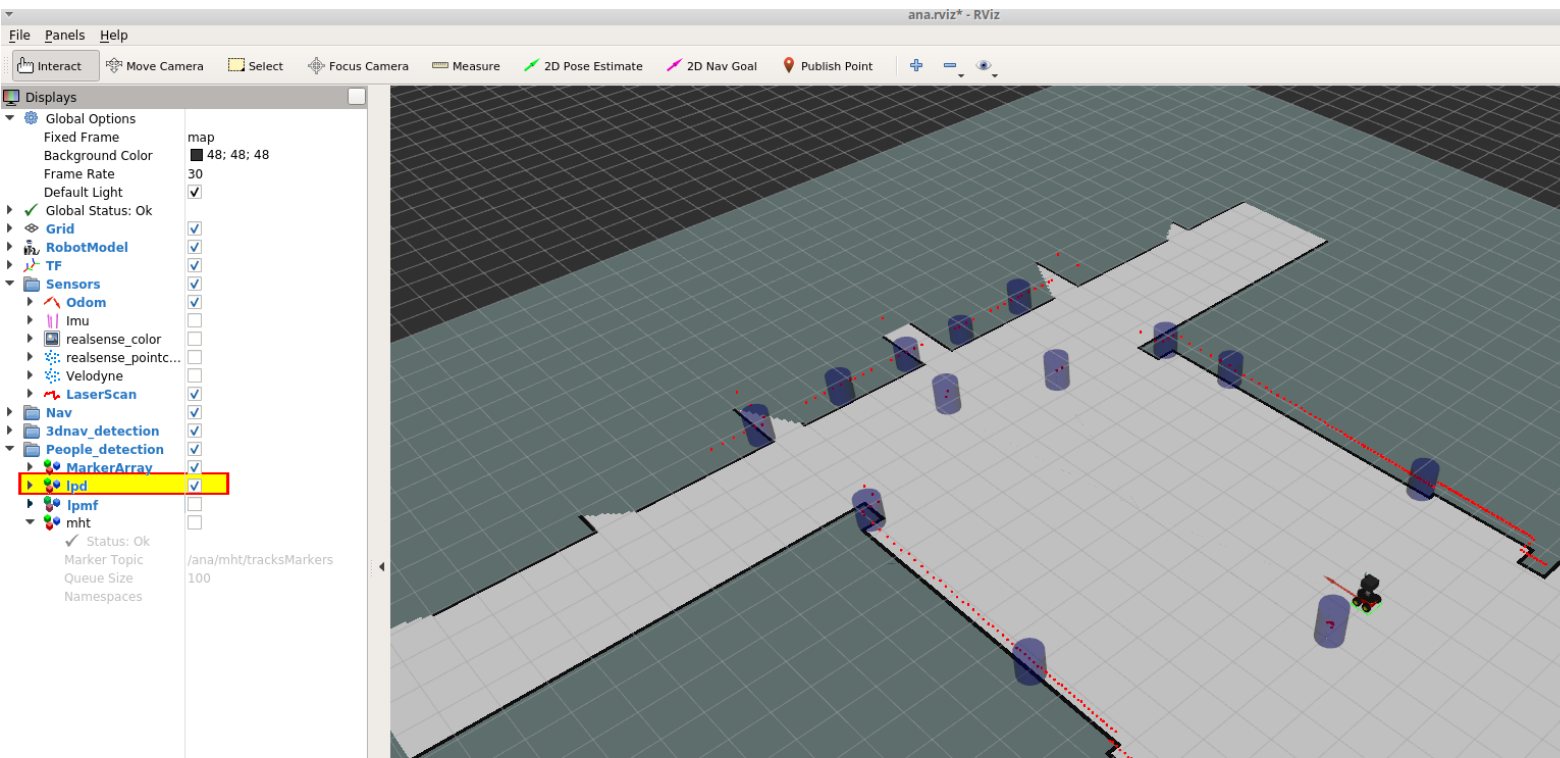 ana.rviz* - RViz
File Panels Help
Interact Move Camera Select Focus Camera Measure 2D Pose Estimate 2D Nav Goal Publish Point
Displays
Global Options
Fixed Frame map
Background Color 48; 48; 48
Frame Rate 30
Default Light
Global Status: Ok
Grid
RobotModel
TF
Sensors
Odom
Imu
realsense_color
realsense_pointc...
Velodyne
LaserScan
Nav
3dnav_detection
People_detection
MarkerArray
lpd
lpmf
mht
Status: Ok
Marker Topic /ana/mht/tracksMarkers
Queue Size 100
Namespaces